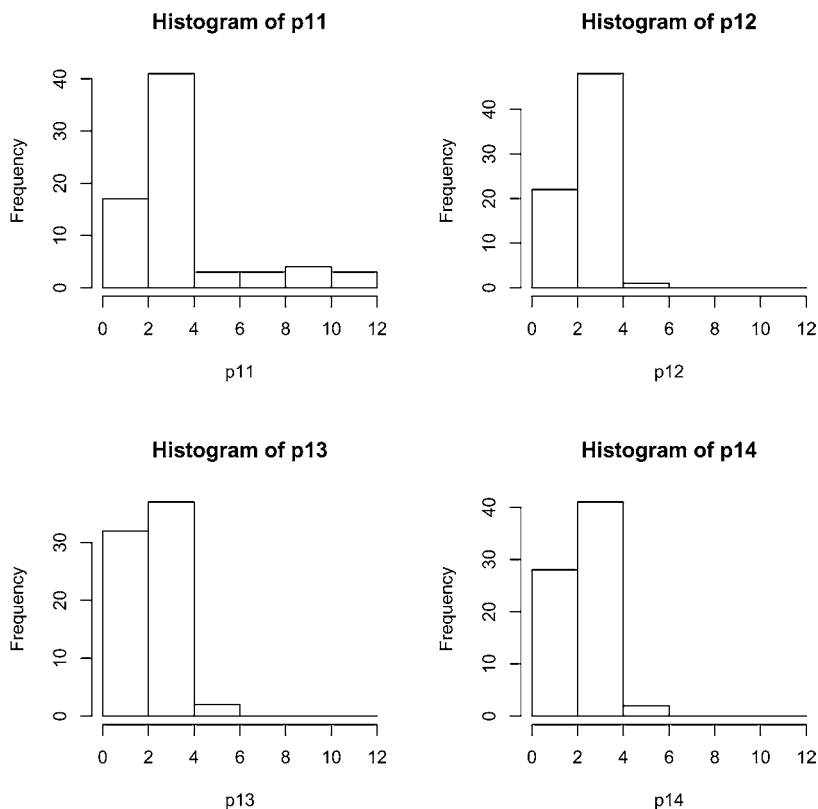 Histogram of p11
Frequency
0 10 20 30 40
0 2 4 6 8 10 12
p11
Histogram of p12
Frequency
0 10 20 30 40
0 2 4 6 8 10 12
p12
Histogram of p13
Frequency
0 10 20 30
0 2 4 6 8 10 12
p13
Histogram of p14
Frequency
0 10 20 30 40
0 2 4 6 8 10 12
p14